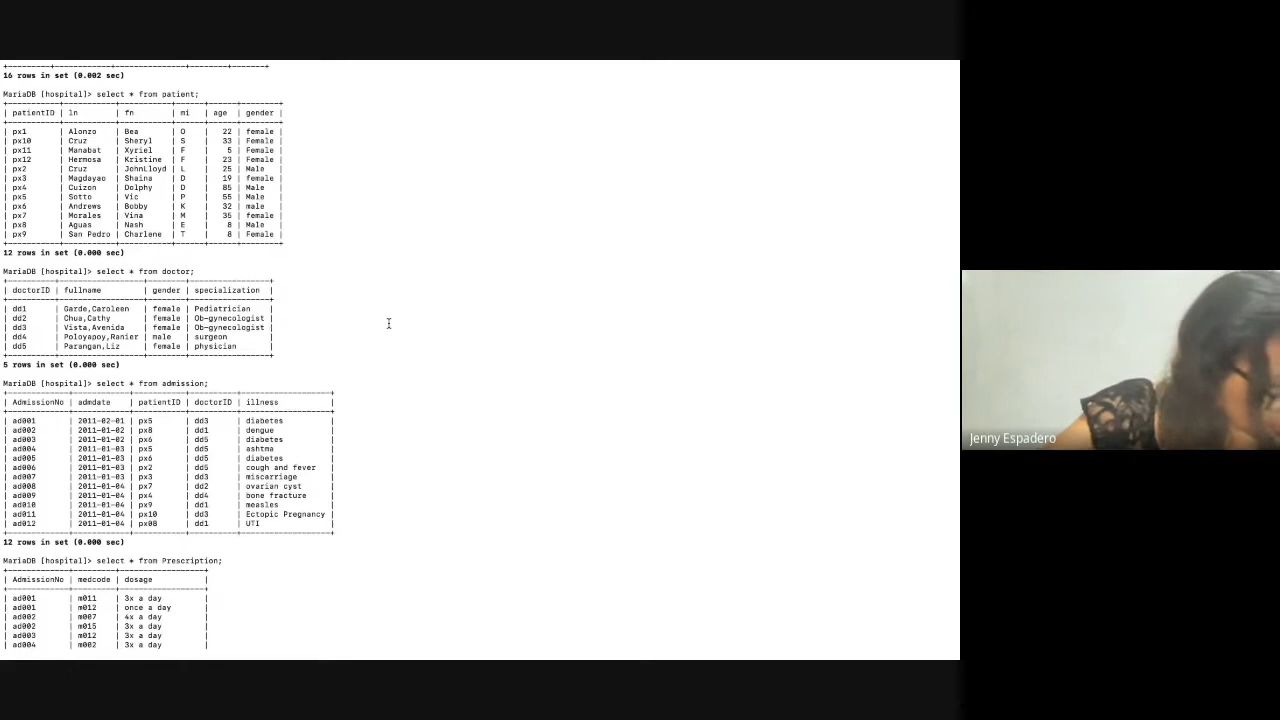 +----------+------------+---------------+--------+-------+
16 rows in set (0.002 sec)
MariaDB [hospital]> select * from patient;
+-----------+-----------+-----------+------+------+--------+
| patientID | ln | fn | mi | age | gender |
+-----------+-----------+-----------+------+------+--------+
| px1 | Alonzo | Bea | O | 22 | female |
| px10 | Cruz | Sheryl | S | 33 | Female |
| px11 | Manabat | Xyriel | F | 5 | Female |
| px12 | Hermosa | Kristine | F | 23 | Female |
| px2 | Cruz | JohnLloyd | L | 25 | Male |
| px3 | Magdayao | Shaina | D | 19 | female |
| px4 | Cuizon | Dolphy | D | 85 | Male |
| px5 | Sotto | Vic | P | 55 | Male |
| px6 | Andrews | Bobby | K | 32 | male |
| px7 | Morales | Vina | M | 35 | female |
| px8 | Aguas | Nash | E | 8 | Male |
| px9 | San Pedro | Charlene | T | 8 | Female |
+-----------+-----------+-----------+------+------+--------+
12 rows in set (0.000 sec)
MariaDB [hospital]> select * from doctor;
+----------+------------------+--------+----------------+
| doctorID | fullname | gender | specialization |
+----------+------------------+--------+----------------+
| dd1 | Garde,Caroleen | female | Pediatrician |
| dd2 | Chua,Cathy | female | Ob-gynecologist |
| dd3 | Vista,Avenida | female | Ob-gynecologist |
| dd4 | Poloyapoy,Ranier | male | surgeon |
| dd5 | Parangan,Liz | female | physician |
+----------+------------------+--------+----------------+
5 rows in set (0.000 sec)
MariaDB [hospital]> select * from admission;
+-------------+------------+-----------+----------+-------------------+
| AdmissionNo | admdate | patientID | doctorID | illness |
+-------------+------------+-----------+----------+-------------------+
| ad001 | 2011-02-01 | px5 | dd3 | diabetes |
| ad002 | 2011-01-02 | px8 | dd1 | dengue |
| ad003 | 2011-01-02 | px6 | dd5 | diabetes |
| ad004 | 2011-01-03 | px5 | dd5 | ashtma |
| ad005 | 2011-01-03 | px6 | dd5 | diabetes |
| ad006 | 2011-01-03 | px2 | dd5 | cough and fever |
| ad007 | 2011-01-03 | px3 | dd3 | miscarriage |
| ad008 | 2011-01-04 | px7 | dd2 | ovarian cyst |
| ad009 | 2011-01-04 | px4 | dd4 | bone fracture |
| ad010 | 2011-01-04 | px9 | dd1 | measles |
| ad011 | 2011-01-04 | px10 | dd3 | Ectopic Pregnancy |
| ad012 | 2011-01-04 | px08 | dd1 | UTI |
+-------------+------------+-----------+----------+-------------------+
12 rows in set (0.000 sec)
MariaDB [hospital]> select * from Prescription;
+-------------+---------+------------------+
| AdmissionNo | medcode | dosage |
+-------------+---------+------------------+
| ad001 | m011 | 3x a day |
| ad001 | m012 | once a day |
| ad002 | m007 | 4x a day |
| ad002 | m015 | 3x a day |
| ad003 | m012 | 3x a day |
| ad004 | m002 | 3x a day |
Jenny Espadero